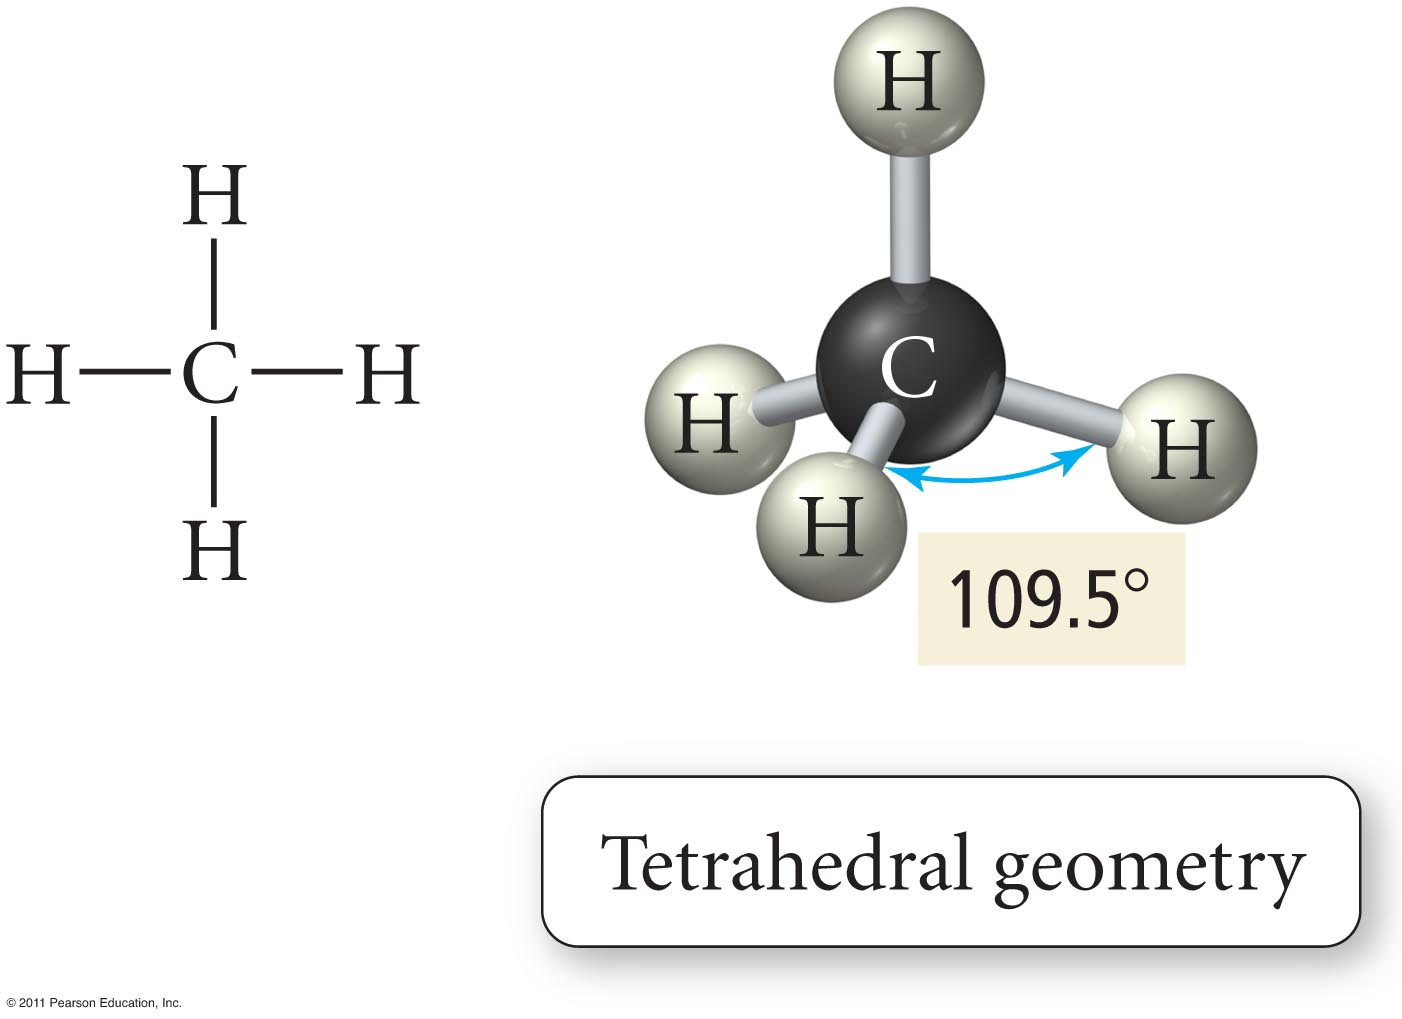 H
H—C—H
H
H
C
H
H
H
109.5°
Tetrahedral geometry
© 2011 Pearson Education, Inc.